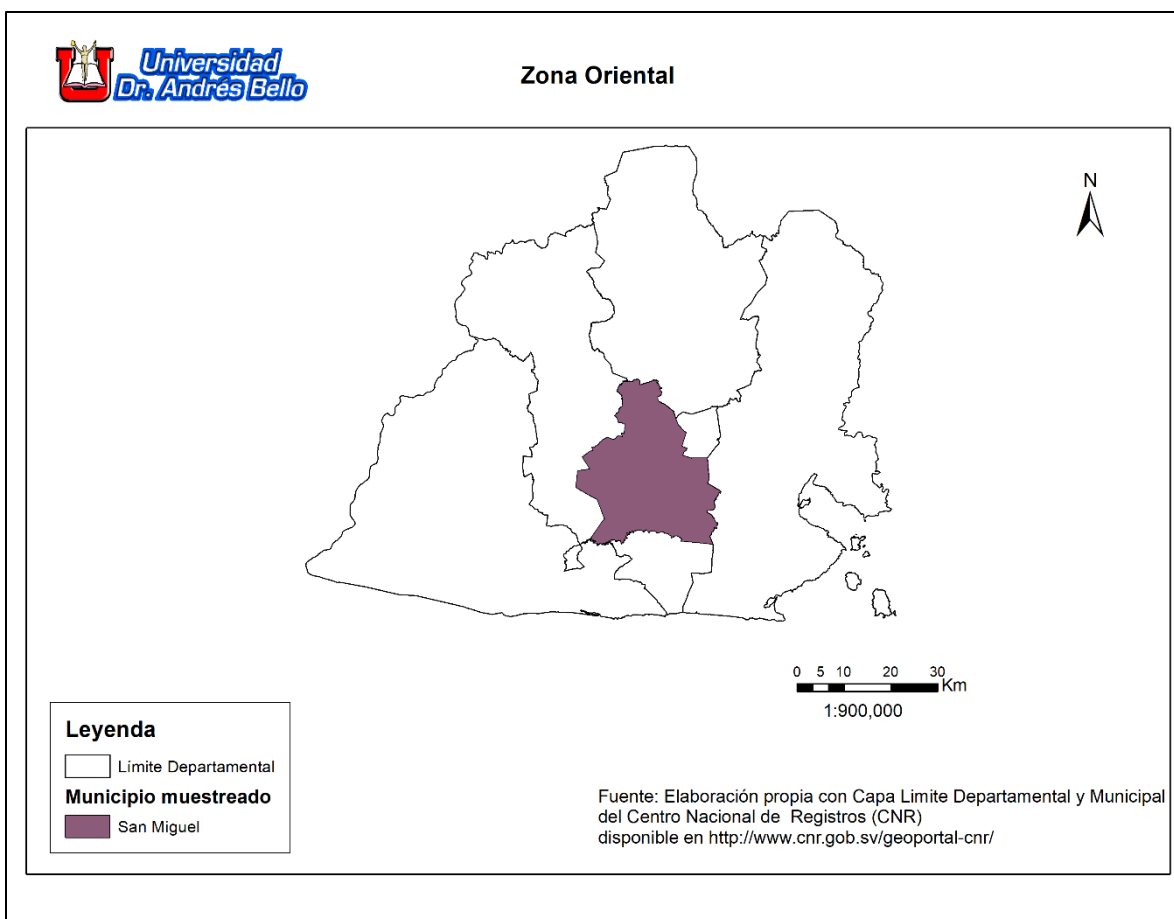 Universidad
Dr. Andrés Bello
Zona Oriental
N
0 5 10 20 30
Km
1:900,000
Leyenda
Límite Departamental
Municipio muestreado
San Miguel
Fuente: Elaboración propia con Capa Limite Departamental y Municipal
del Centro Nacional de Registros (CNR)
disponible en http://www.cnr.gob.sv/geoportal-cnr/